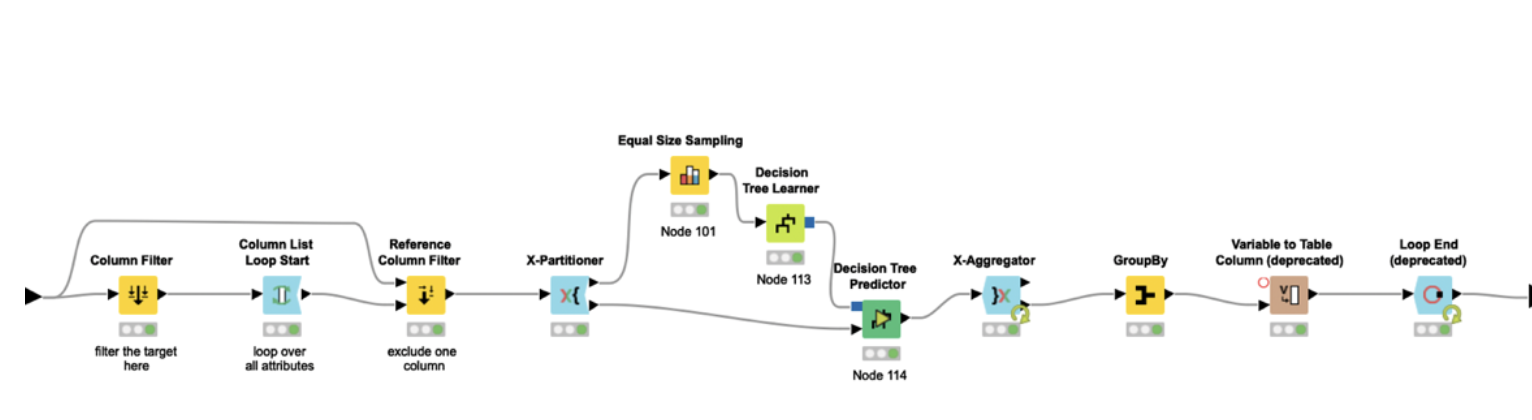 Equal Size Sampling
Node 101
Decision
Tree Learner
Node 113
Column Filter
filter the target
here
Column List
Loop Start
loop over
all attributes
Reference
Column Filter
exclude one
column
X-Partitioner
Decision Tree
Predictor
Node 114
X-Aggregator
GroupBy
Variable to Table
Column (deprecated)
Loop End
(deprecated)